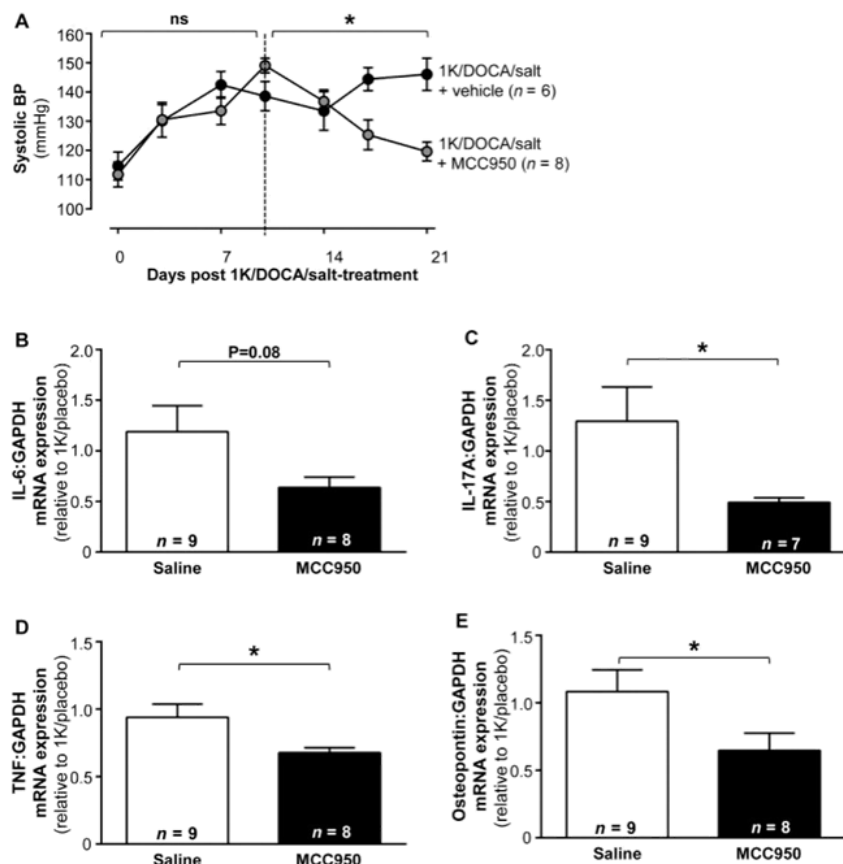 A
ns
*
160
150
140
130
120
110
100
Systolic BP
(mmHg)
1K/DOCA/salt
+ vehicle (n = 6)
1K/DOCA/salt
+ MCC950 (n = 8)
0
7
14
21
Days post 1K/DOCA/salt-treatment
B
P=0.08
2.0
1.5
1.0
0.5
0
IL-6:GAPDH
mRNA expression
(relative to 1K/placebo)
n = 9
n = 8
Saline
MCC950
C
*
2.0
1.5
1.0
0.5
0
IL-17A:GAPDH
mRNA expression
(relative to 1K/placebo)
n = 9
n = 7
Saline
MCC950
D
*
1.5
1.0
0.5
0
TNF:GAPDH
mRNA expression
(relative to 1K/placebo)
n = 9
n = 8
Saline
MCC950
E
*
1.5
1.0
0.5
0
Osteopontin:GAPDH
mRNA expression
(relative to 1K/placebo)
n = 9
n = 8
Saline
MCC950